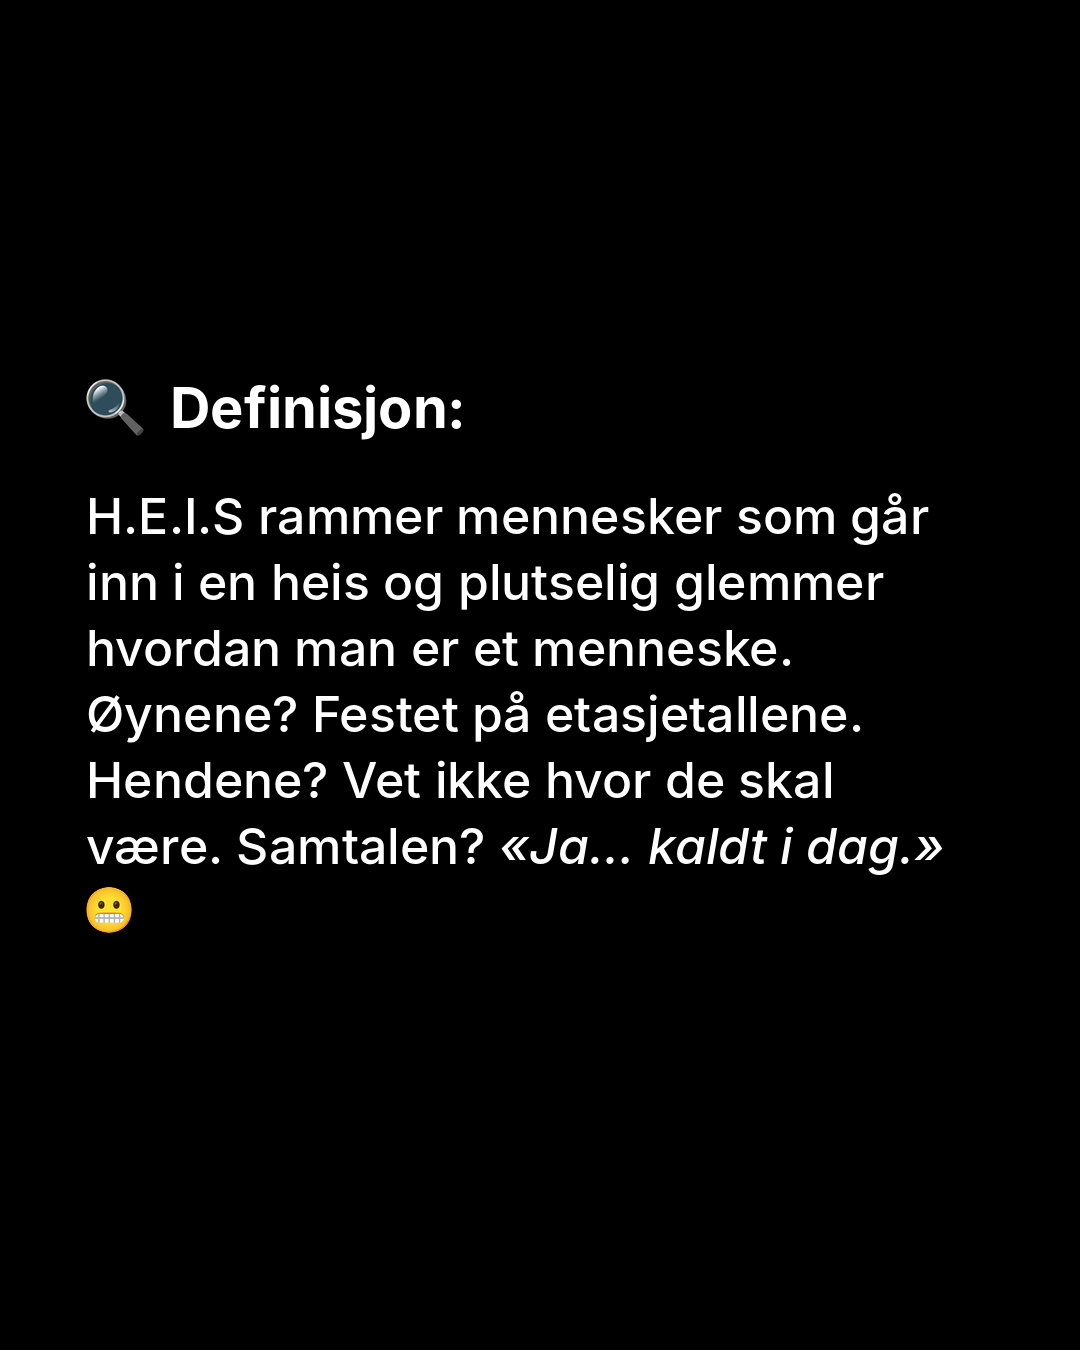 🔍 Definisjon:
H.E.I.S rammer mennesker som går
inn i en heis og plutselig glemmer
hvordan man er et menneske.
Øynene? Festet på etasjetallene.
Hendene? Vet ikke hvor de skal
være. Samtalen? «Ja... kaldt i dag.»
😬